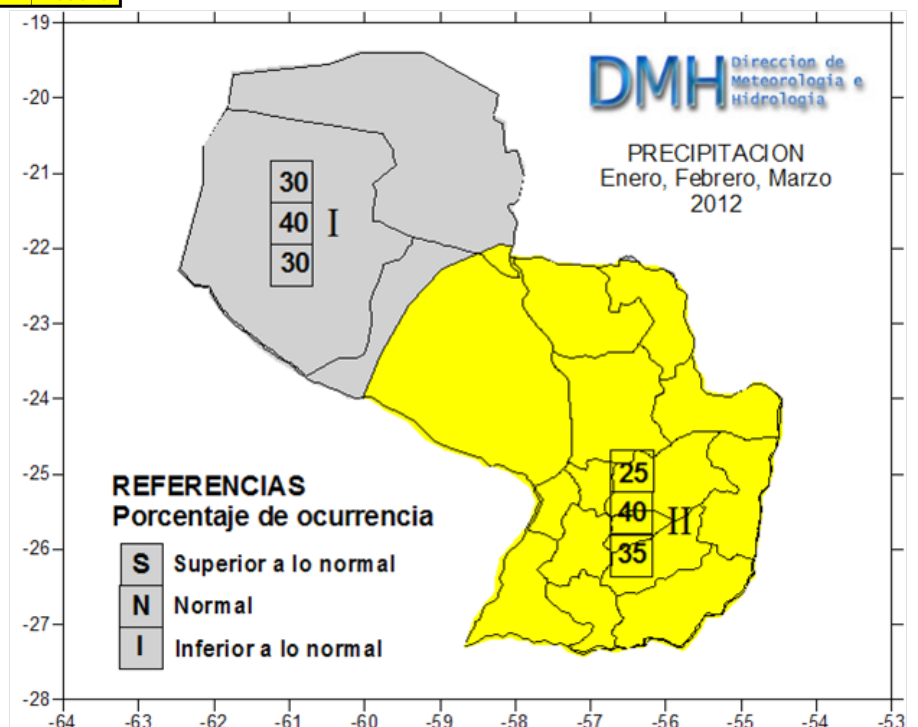 DMH
Direccion de
Meteorologia e
Hidrologia
PRECIPITACION
Enero, Febrero, Marzo
2012
-19
-20
-21
-22
-23
-24
-25
-26
-27
-28
30
40
30
I
25
40
35
II
REFERENCIAS
Porcentaje de ocurrencia
S Superior a lo normal
N Normal
I Inferior a lo normal
-64 -63 -62 -61 -60 -59 -58 -57 -56 -55 -54 -53